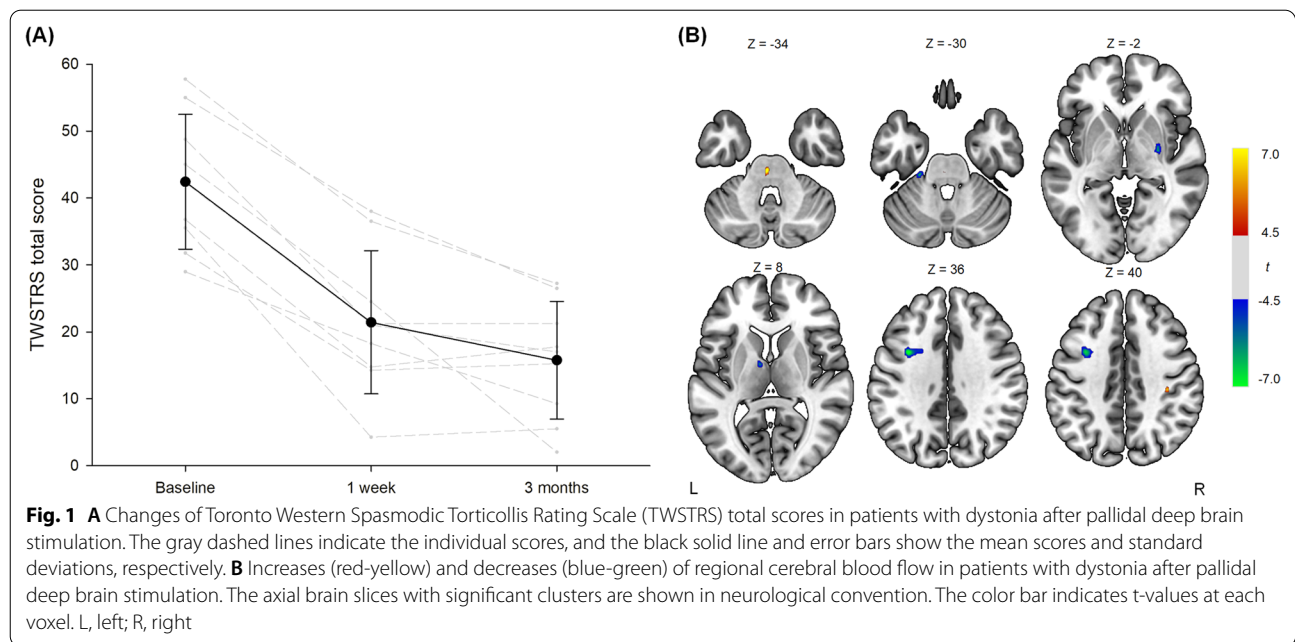 (A)
60
50
40
30
20
10
0
TWSTRS total score
Baseline 1 week 3 months
(B)
Z = -34 Z = -30 Z = -2
Z = 8 Z = 36 Z = 40
7.0
4.5
t
-4.5
-7.0
L R
Fig. 1 A Changes of Toronto Western Spasmodic Torticollis Rating Scale (TWSTRS) total scores in patients with dystonia after pallidal deep brain
stimulation. The gray dashed lines indicate the individual scores, and the black solid line and error bars show the mean scores and standard
deviations, respectively. B Increases (red-yellow) and decreases (blue-green) of regional cerebral blood flow in patients with dystonia after pallidal
deep brain stimulation. The axial brain slices with significant clusters are shown in neurological convention. The color bar indicates t-values at each
voxel. L, left; R, right